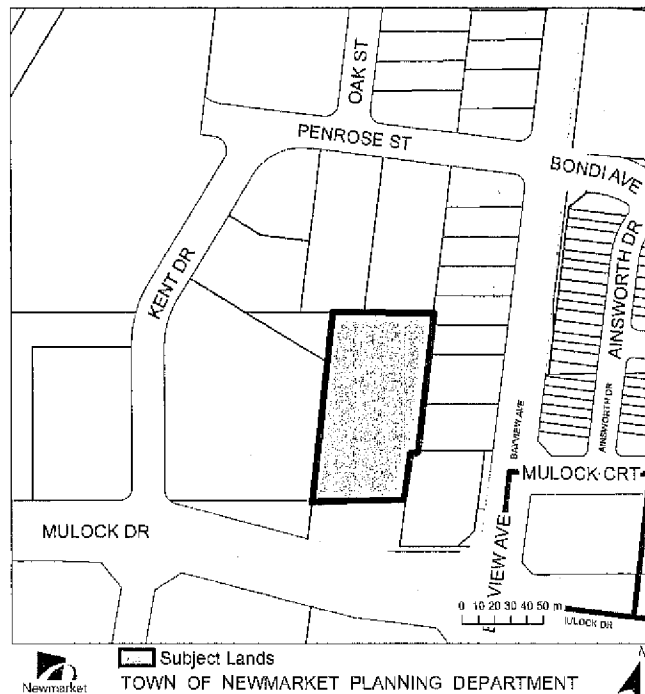 OAK ST
PENROSE ST
BONDI AVE
KENT DR
AINSWORTH DR
BAYVIEW AVE
AINSWORTH DR
MULOCK CRT
MULOCK DR
VIEW AVE
0 10 20 30 40 50 m
MULOCK DR
N
Newmarket
Subject Lands
TOWN OF NEWMARKET PLANNING DEPARTMENT